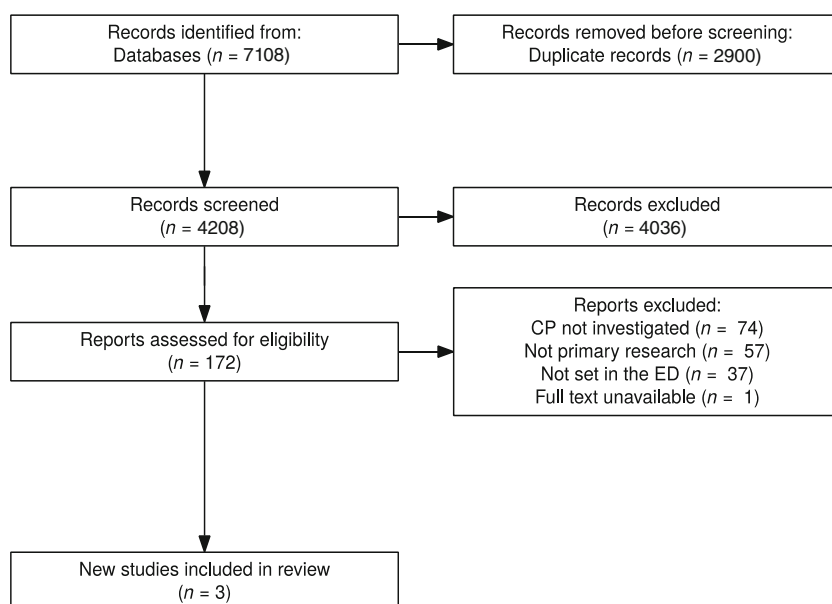 Records identified from:
Databases (n = 7108)
Records removed before screening:
Duplicate records (n = 2900)
Records screened
(n = 4208)
Records excluded
(n = 4036)
Reports assessed for eligibility
(n = 172)
Reports excluded:
CP not investigated (n = 74)
Not primary research (n = 57)
Not set in the ED (n = 37)
Full text unavailable (n = 1)
New studies included in review
(n = 3)